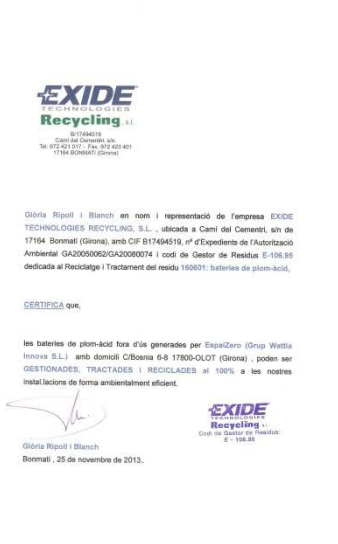 EXIDE
TECHNOLOGIES
Recycling, s.l.
B/17494519
Camí del Cementri, s/n.
Tel. 972 421 017 - Fax. 972 423 401
17164 BONMATÍ (Girona)
Glòria Ripoll i Blanch en nom i representació de l'empresa EXIDE
TECHNOLOGIES RECYCLING, S.L. , ubicada a Camí del Cementri, s/n de
17164 Bonmatí (Girona), amb CIF B17494519, nº d'Expedients de l'Autorització
Ambiental GA20050062/GA20080074 i codi de Gestor de Residus E-106.95
dedicada al Reciclatge i Tractament del residu 160601; bateries de plom-àcid,
CERTIFICA que,
les bateries de plom-àcid fora d'ús generades per EspaiZero (Grup Wattia
Innova S.L.) amb domicili C/Bosnia 6-8 17800-OLOT (Girona) , poden ser
GESTIONADES, TRACTADES I RECICLADES al 100% a les nostres
instal.lacions de forma ambientalment eficient.
EXIDE
TECHNOLOGIES
Recycling s.l.
Codi de Gestor de Residus:
E - 106.95
Glòria Ripoll i Blanch
Bonmatí , 25 de novembre de 2013..